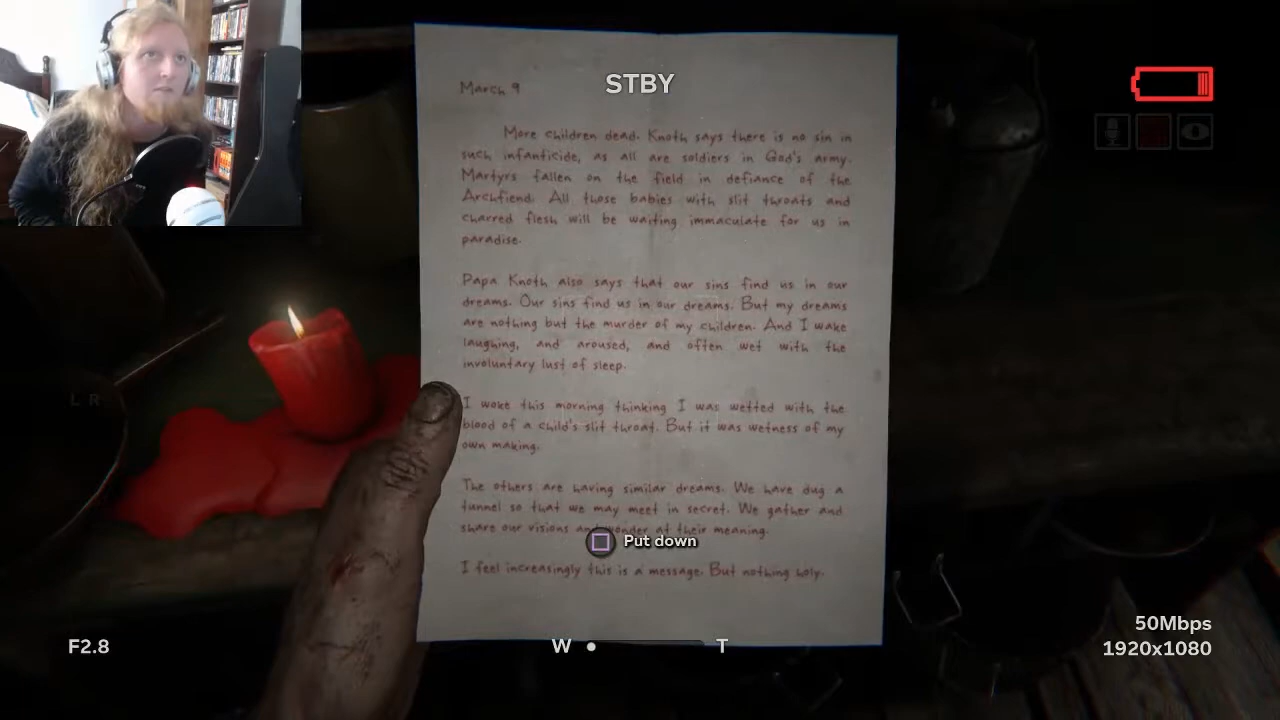 STBY
March 9
More children dead. Knoth says there is no sin in
such infanticide, as all are soldiers in God's army.
Martyrs fallen on the field in defiance of the
Archfiend. All those babies with slit throats and
charred flesh will be waiting immaculate for us in
paradise.
Papa Knoth also says that our sins find us in our
dreams. Our sins find us in our dreams. But my dreams
are nothing but the murder of my children. And I wake
laughing, and aroused, and often wet with the
involuntary lust of sleep.
I woke this morning thinking I was wetted with the
blood of a child's slit throat. But it was wetness of my
own making.
The others are having similar dreams. We have dug a
tunnel so that we may meet in secret. We gather and
share our visions and wonder at their meaning.
Put down
I feel increasingly this is a message. But nothing holy.
L R
F2.8
W
T
50Mbps
1920x1080